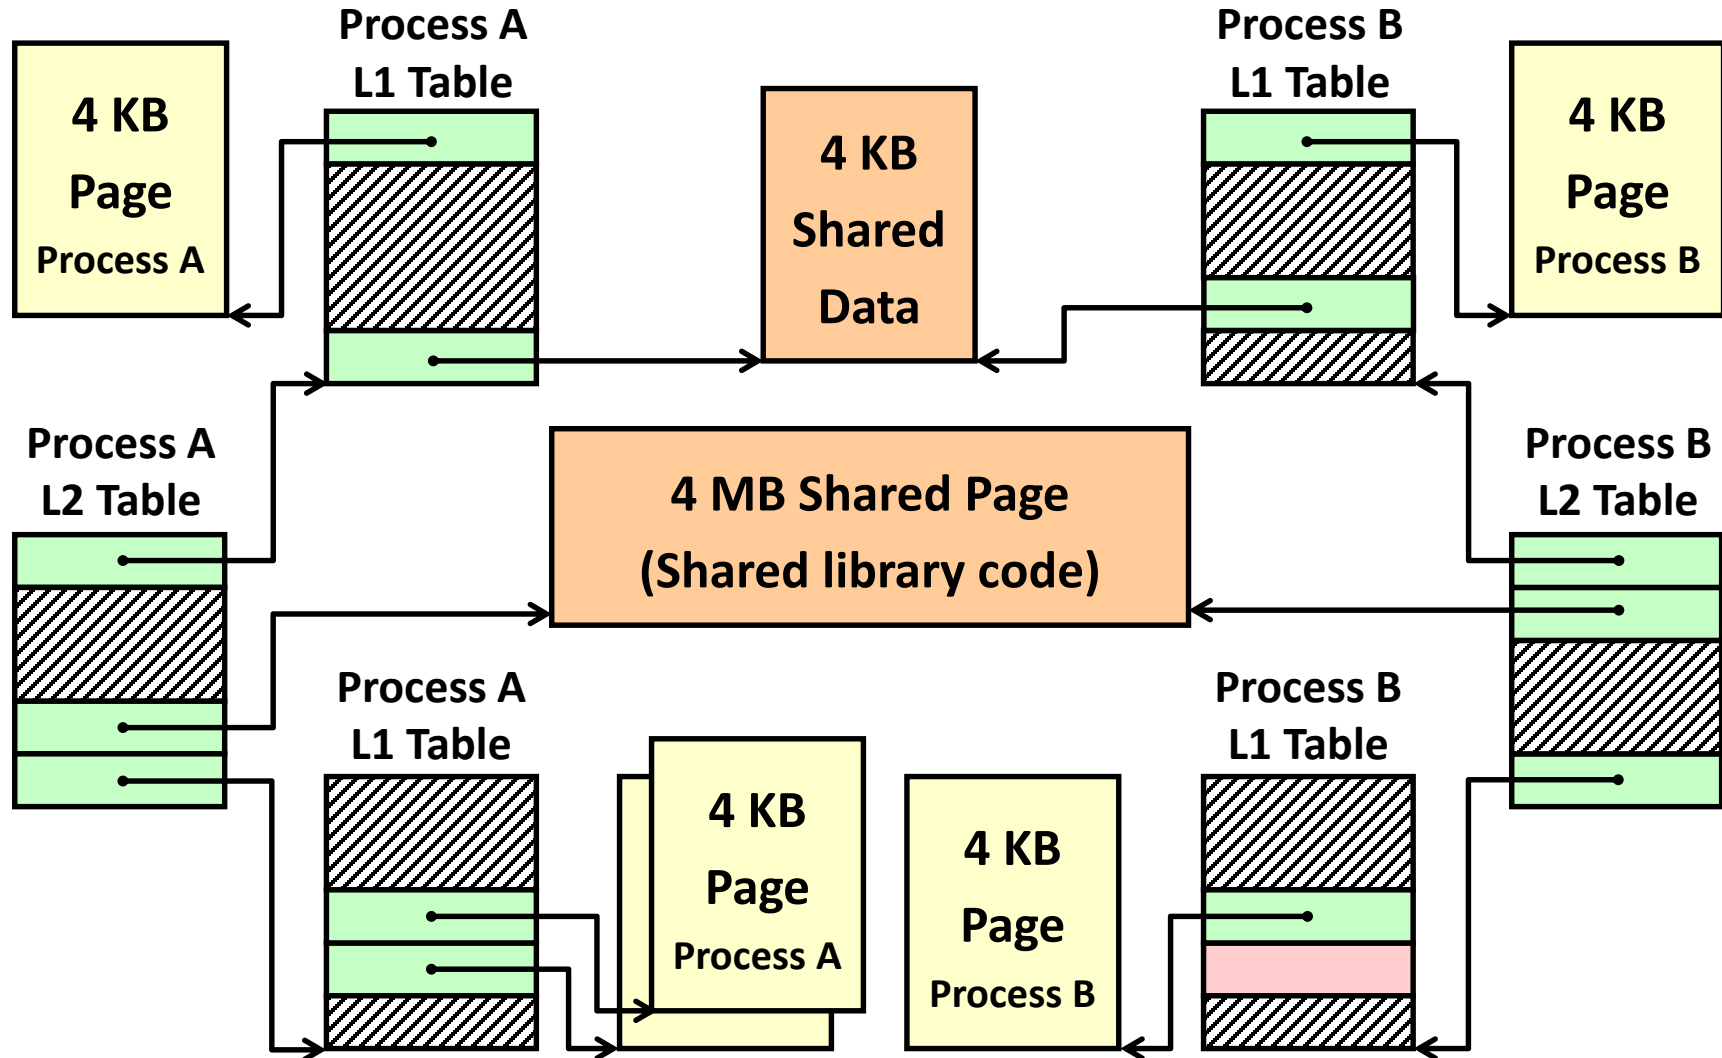 Process A
L1 Table
Process B
L1 Table
4 KB
Page
Process A
4 KB
Shared
Data
4 KB
Page
Process B
Process A
L2 Table
4 MB Shared Page
(Shared library code)
Process B
L2 Table
Process A
L1 Table
Process B
L1 Table
4 KB
Page
Process A
4 KB
Page
Process B